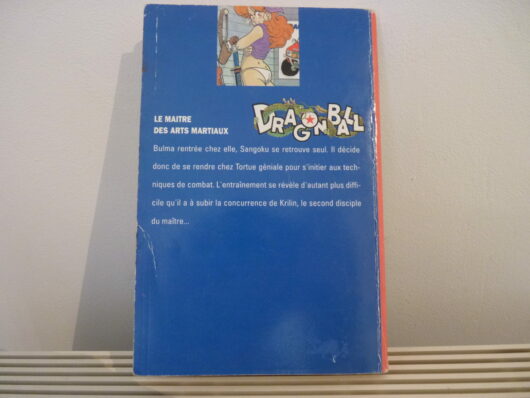 LE MAITRE
DES ARTS MARTIAUX
DRAGON BALL
Bulma rentrée chez elle, Sangoku se retrouve seul. Il décide
donc de se rendre chez Tortue géniale pour s'initier aux tech-
niques de combat. L'entraînement se révèle d'autant plus diffi-
cile qu'il a à subir la concurrence de Krilin, le second disciple
du maître...